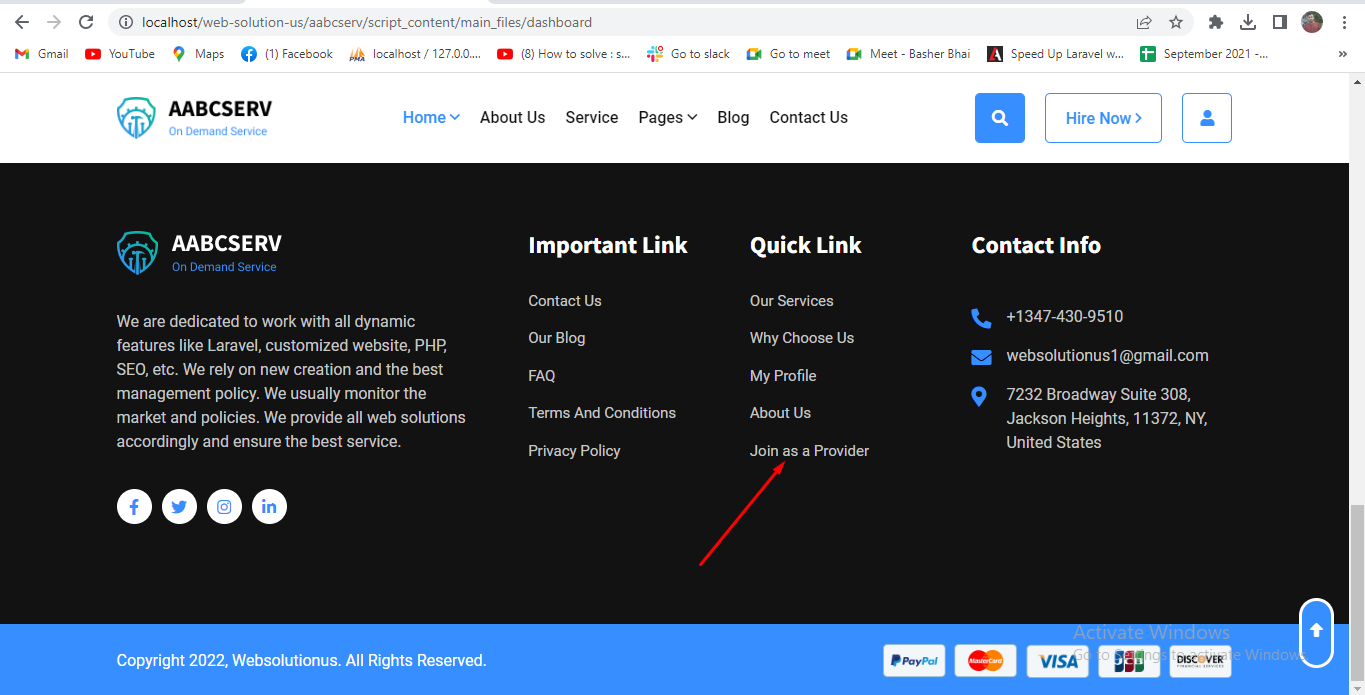 localhost/web-solution-us/aabcserv/script_content/main_files/dashboard
Gmail
YouTube
Maps
(1) Facebook
PMA
localhost / 127.0.0....
(8) How to solve : s...
Go to slack
Go to meet
Meet - Basher Bhai
Speed Up Laravel w...
September 2021 -...
»
AABCSERV
On Demand Service
Home
About Us
Service
Pages
Blog
Contact Us
Hire Now
AABCSERV
On Demand Service
We are dedicated to work with all dynamic
features like Laravel, customized website, PHP,
SEO, etc. We rely on new creation and the best
management policy. We usually monitor the
market and policies. We provide all web solutions
accordingly and ensure the best service.
Important Link
Contact Us
Our Blog
FAQ
Terms And Conditions
Privacy Policy
Quick Link
Our Services
Why Choose Us
My Profile
About Us
Join as a Provider
Contact Info
+1347-430-9510
websolutionus1@gmail.com
7232 Broadway Suite 308,
Jackson Heights, 11372, NY,
United States
Activate Windows
Go to Settings to activate Windows.
Copyright 2022, Websolutionus. All Rights Reserved.
PayPal
MasterCard
VISA
JCB
DISCOVER
FINANCIAL SERVICES